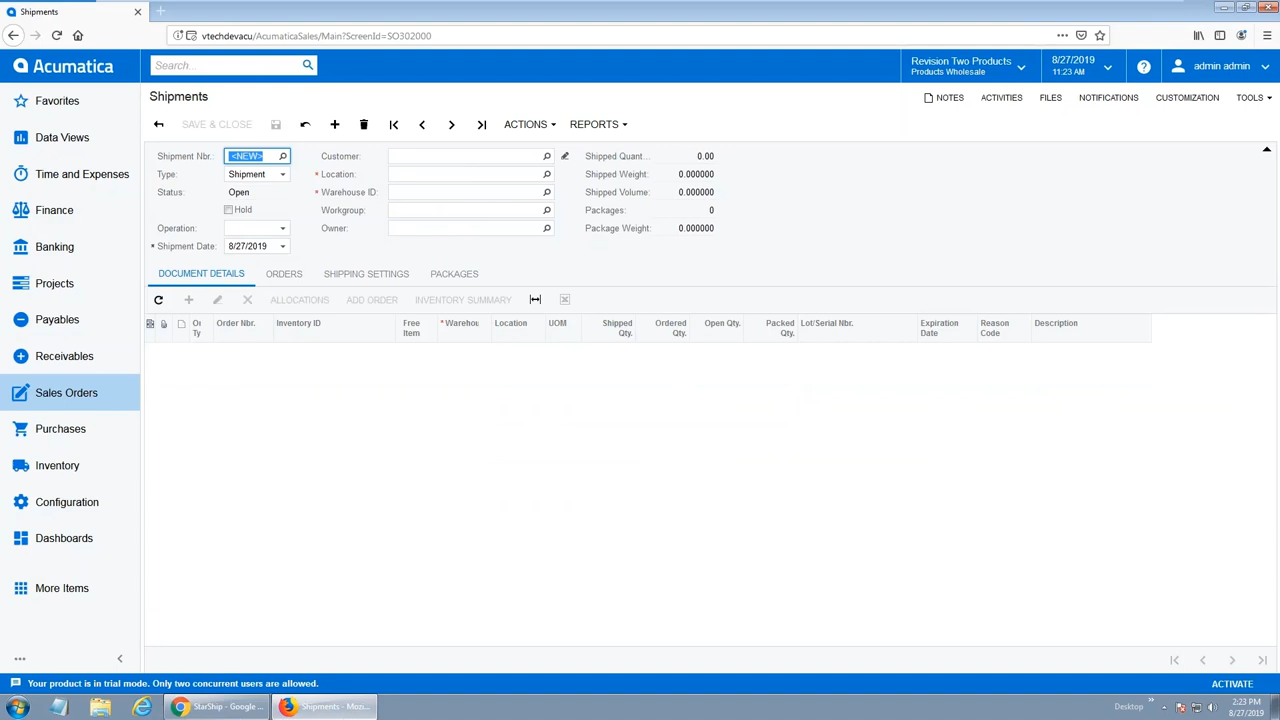 Shipments
vtechdevacu/AcumaticaSales/Main?ScreenId=SO302000
Acumatica
Search...
Revision Two Products
Products Wholesale
8/27/2019
11:23 AM
admin admin
Favorites
Data Views
Time and Expenses
Finance
Banking
Projects
Payables
Receivables
Sales Orders
Purchases
Inventory
Configuration
Dashboards
More Items
Shipments
NOTES ACTIVITIES FILES NOTIFICATIONS CUSTOMIZATION TOOLS
SAVE & CLOSE ACTIONS REPORTS
Shipment Nbr.: <NEW> Customer: Shipped Quant... 0.00
Type: Shipment * Location: Shipped Weight: 0.000000
Status: Open * Warehouse ID: Shipped Volume: 0.000000
Hold Workgroup: Packages: 0
Operation: Owner: Package Weight: 0.000000
* Shipment Date: 8/27/2019
DOCUMENT DETAILS ORDERS SHIPPING SETTINGS PACKAGES
ALLOCATIONS ADD ORDER INVENTORY SUMMARY
Or Ty
Order Nbr.
Inventory ID
Free Item
* Warehou
Location
UOM
Shipped Qty.
Ordered Qty.
Open Qty.
Packed Qty.
Lot/Serial Nbr.
Expiration Date
Reason Code
Description
Your product is in trial mode. Only two concurrent users are allowed. ACTIVATE
StarShip - Google ...
Shipments - Mozi...
Desktop
2:23 PM
8/27/2019